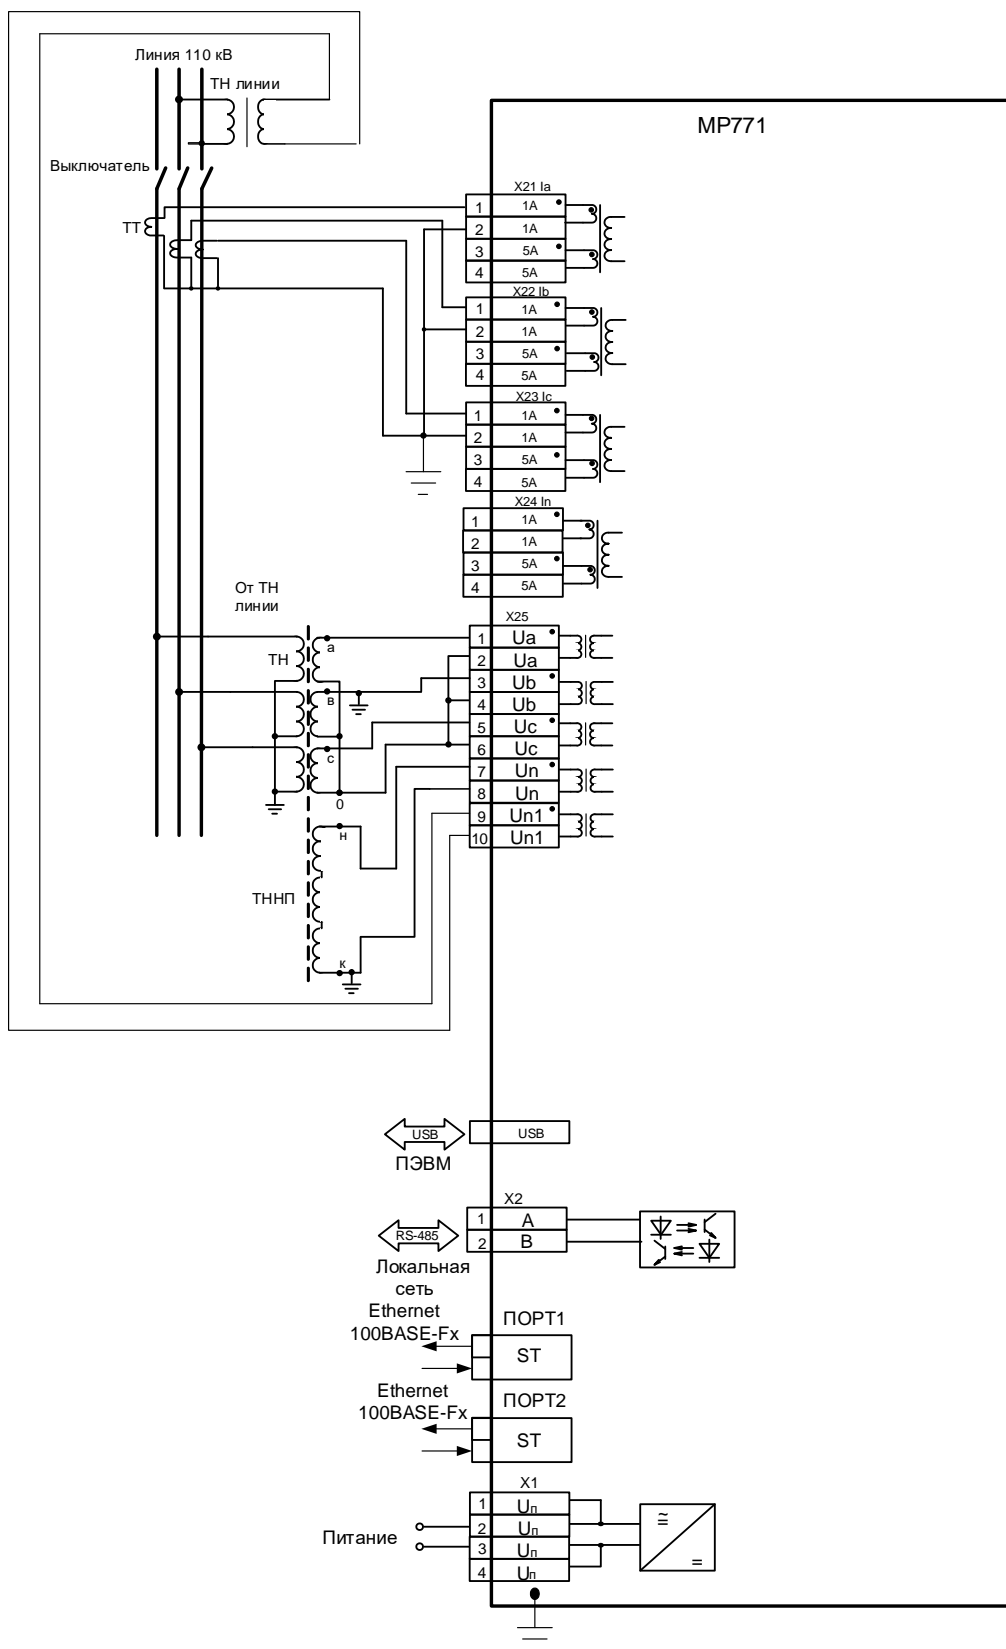 Линия 110 кВ
ТН линии
МР771
Выключатель
ТТ
X21 Ia
1 1А
2 1А
3 5А
4 5А
X22 Ib
1 1А
2 1А
3 5А
4 5А
X23 Ic
1 1А
2 1А
3 5А
4 5А
X24 In
1 1А
2 1А
3 5А
4 5А
От ТН
линии
X25
1 Ua
2 Ua
3 Ub
4 Ub
5 Uc
6 Uc
7 Un
8 Un
9 Un1
10 Un1
ТН
а
в
с
0
ТННП
н
к
USB
USB
ПЭВМ
X2
1 A
2 B
RS-485
Локальная
сеть
Ethernet
100BASE-Fx
ПОРТ1
ST
Ethernet
100BASE-Fx
ПОРТ2
ST
X1
1 Uп
2 Uп
3 Uп
4 Uп
Питание